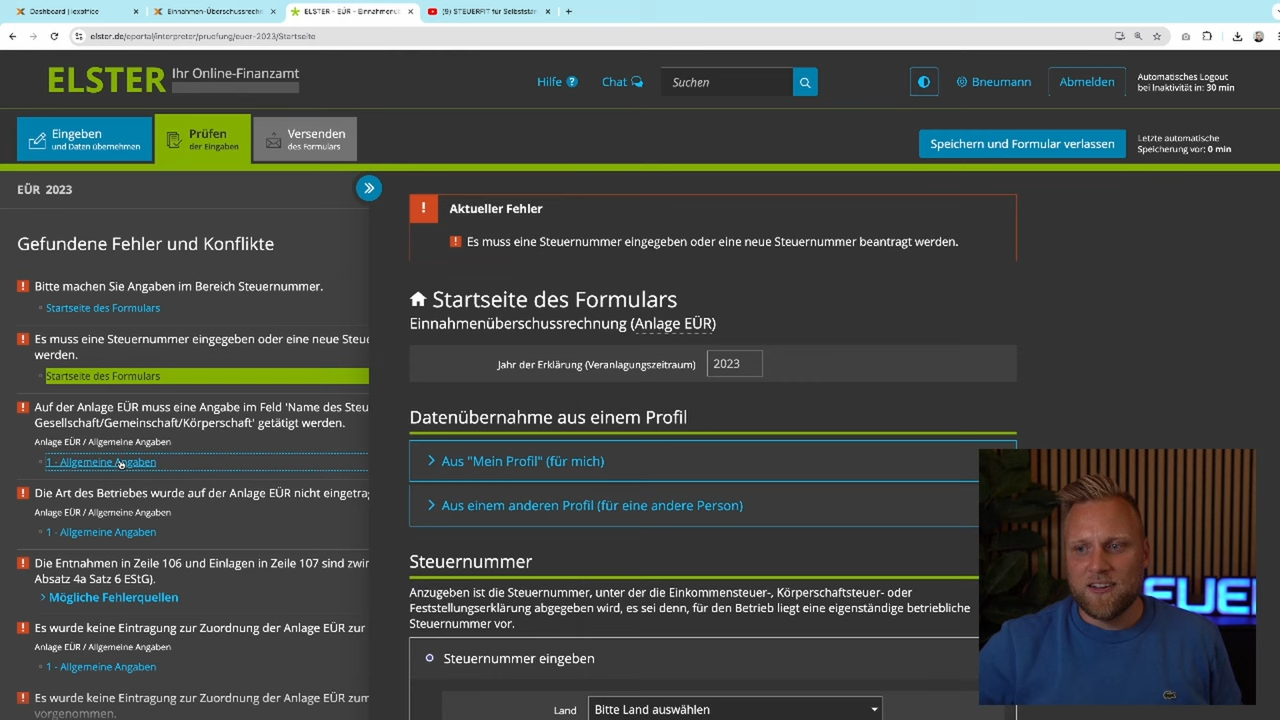 Dashboard | lexoffice
Einnahmen-Überschussrechn
ELSTER - EÜR - Einnahmenü
(9) STEUERFIT für Selbststän
elster.de/eportal/interpreter/pruefung/euer-2023/Startseite
ELSTER
Ihr Online-Finanzamt
Hilfe ?
Chat
Suchen
Bneumann
Abmelden
Automatisches Logout
bei Inaktivität in: 30 min
Eingeben
und Daten übernehmen
Prüfen
der Eingaben
Versenden
des Formulars
Speichern und Formular verlassen
Letzte automatische
Speicherung vor: 0 min
EÜR 2023
Gefundene Fehler und Konflikte
Bitte machen Sie Angaben im Bereich Steuernummer.
Startseite des Formulars
Es muss eine Steuernummer eingegeben oder eine neue Steue
werden.
Startseite des Formulars
Auf der Anlage EÜR muss eine Angabe im Feld 'Name des Steu
Gesellschaft/Gemeinschaft/Körperschaft' getätigt werden.
Anlage EÜR / Allgemeine Angaben
1 - Allgemeine Angaben
Die Art des Betriebes wurde auf der Anlage EÜR nicht eingetrag
Anlage EÜR / Allgemeine Angaben
1 - Allgemeine Angaben
Die Entnahmen in Zeile 106 und Einlagen in Zeile 107 sind zwin
Absatz 4a Satz 6 EStG).
Mögliche Fehlerquellen
Es wurde keine Eintragung zur Zuordnung der Anlage EÜR zur
Anlage EÜR / Allgemeine Angaben
1 - Allgemeine Angaben
Es wurde keine Eintragung zur Zuordnung der Anlage EÜR zum
vorgenommen.
Aktueller Fehler
Es muss eine Steuernummer eingegeben oder eine neue Steuernummer beantragt werden.
Startseite des Formulars
Einnahmenüberschussrechnung (Anlage EÜR)
Jahr der Erklärung (Veranlagungszeitraum) 2023
Datenübernahme aus einem Profil
Aus "Mein Profil" (für mich)
Aus einem anderen Profil (für eine andere Person)
Steuernummer
Anzugeben ist die Steuernummer, unter der die Einkommensteuer-, Körperschaftsteuer- oder
Feststellungserklärung abgegeben wird, es sei denn, für den Betrieb liegt eine eigenständige betriebliche
Steuernummer vor.
Steuernummer eingeben
Land Bitte Land auswählen
EUER